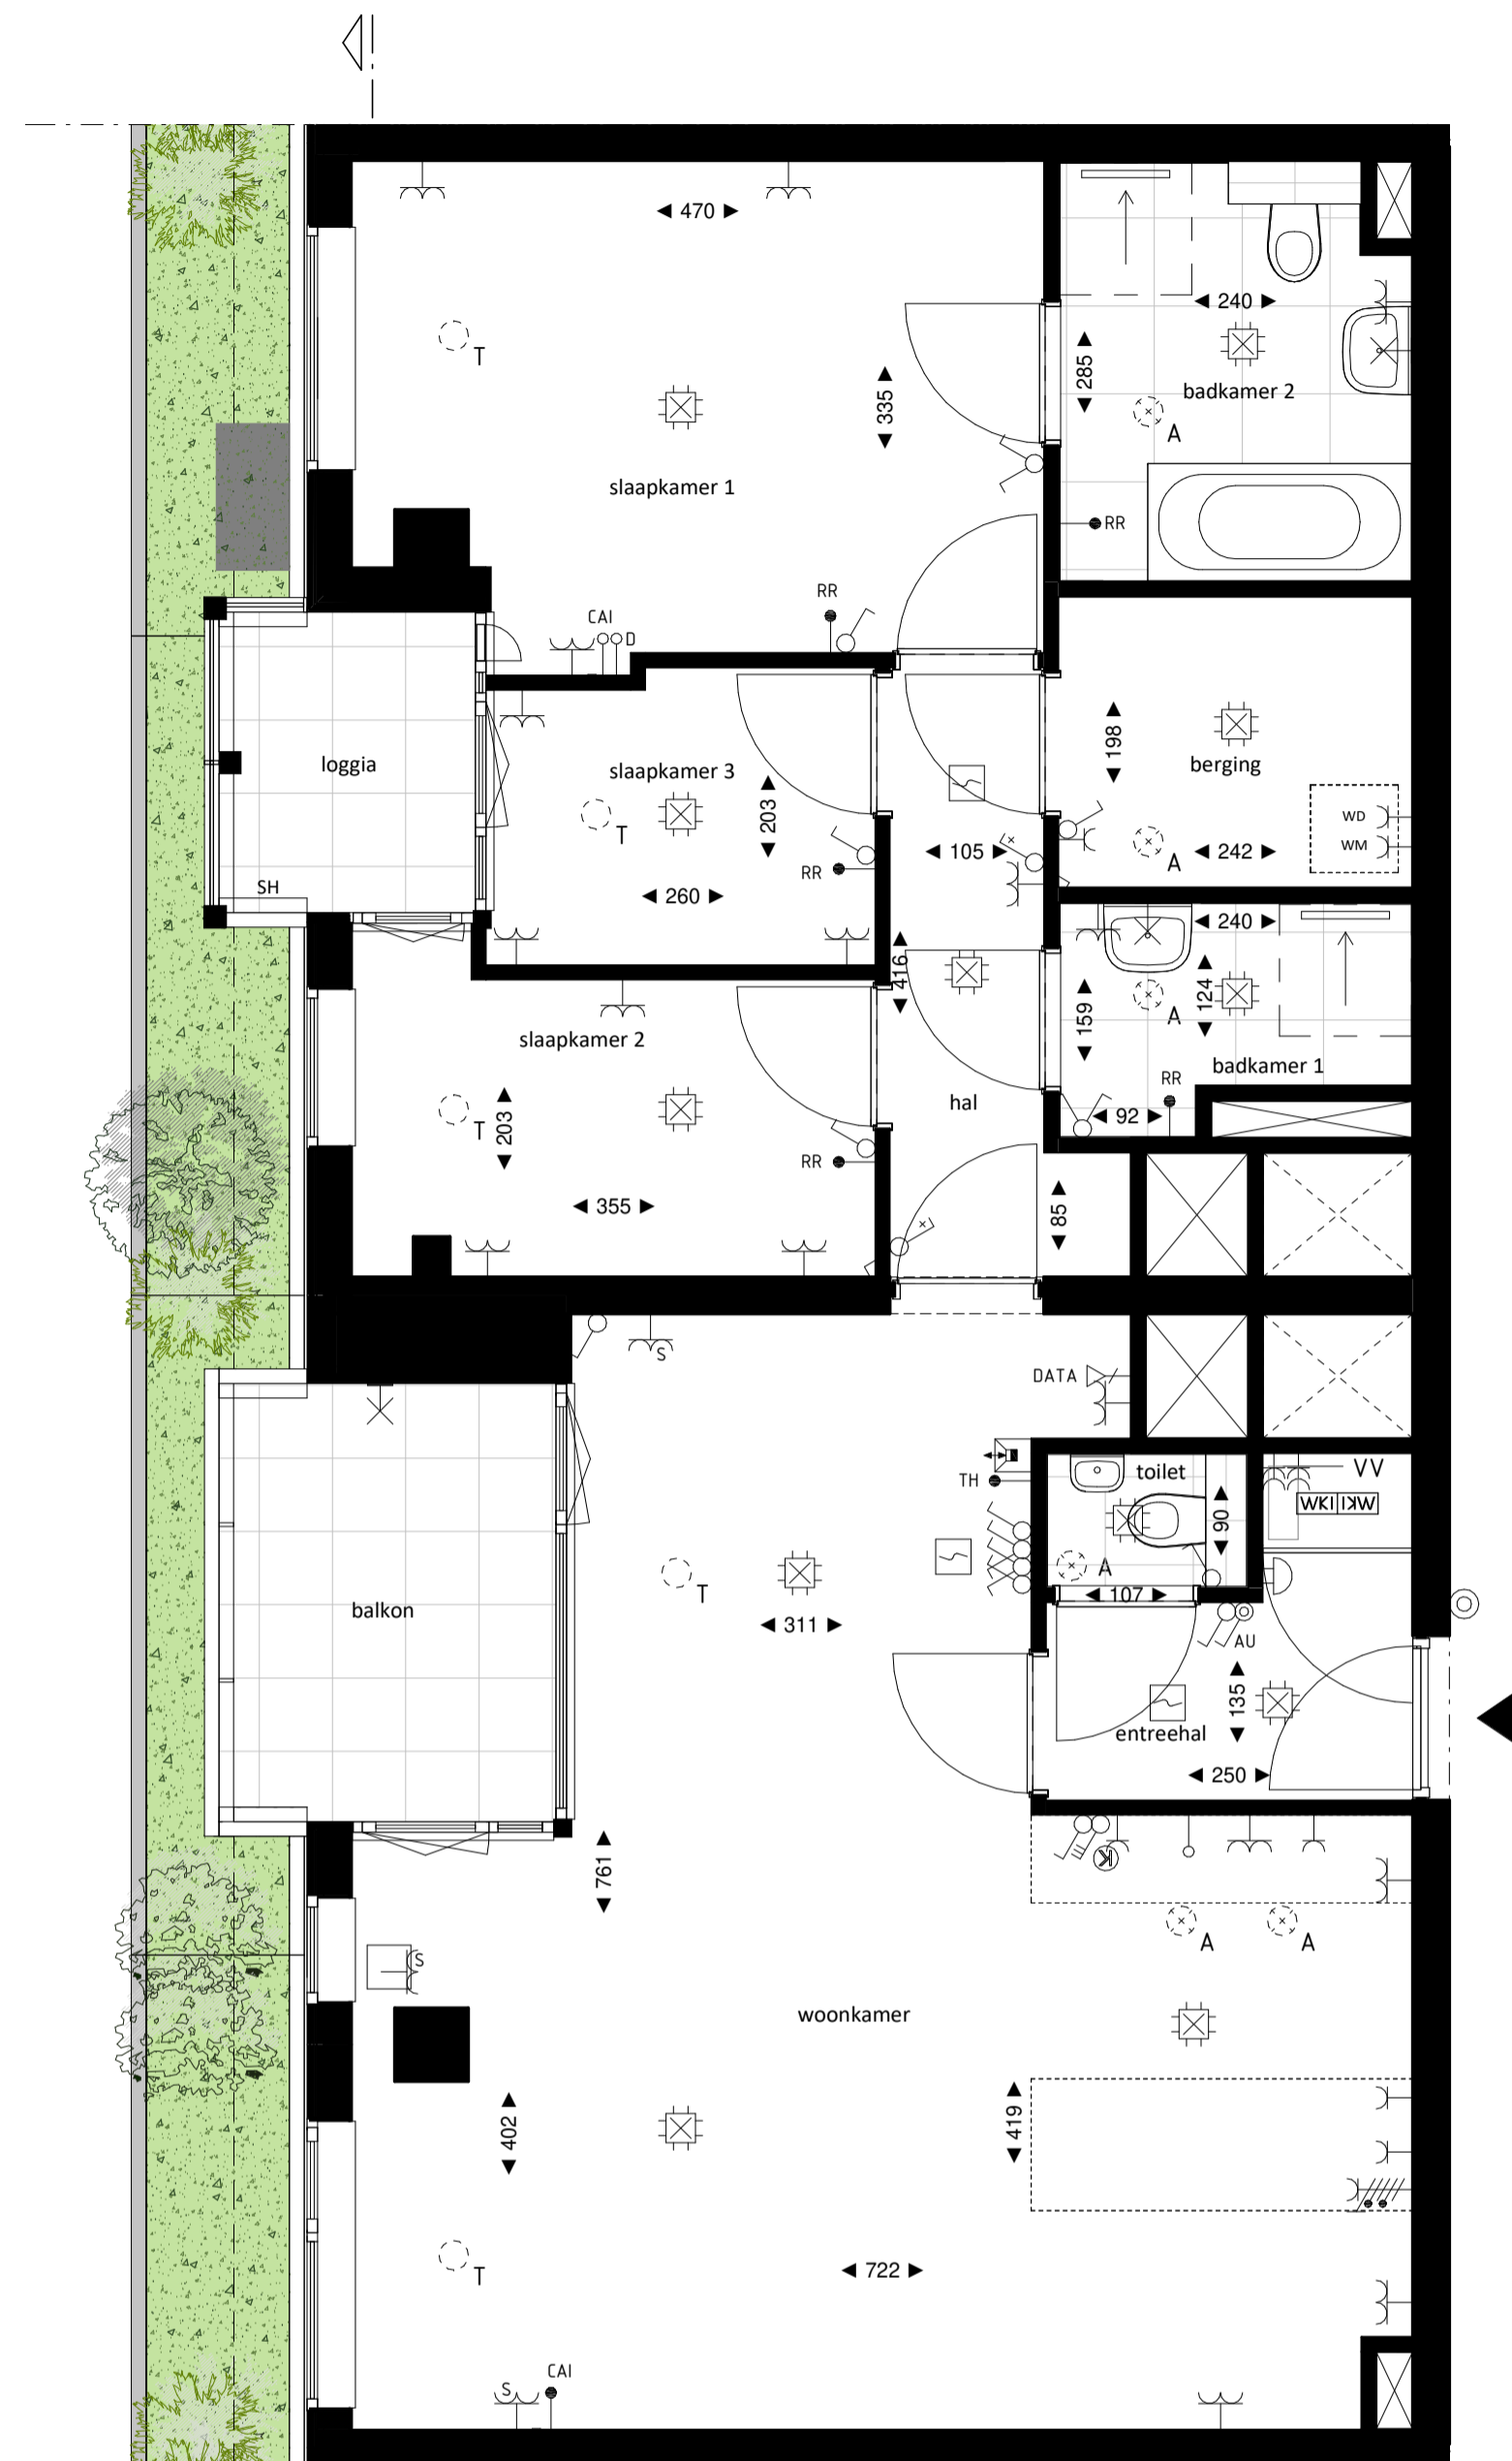 470
T
335
slaapkamer 1
240
285
badkamer 2
A
RR
RR
CAI
D
loggia
SH
slaapkamer 3
T
203
RR
260
105
198
berging
WD
WM
A
242
416
240
124
159
A
badkamer 1
RR
92
slaapkamer 2
T
203
RR
355
hal
85
S
DATA
TH
toilet
90
A
107
VV
WKI
WKI
AU
balkon
T
311
135
entreehal
250
761
K
A
A
S
woonkamer
402
419
T
722
S
CAI